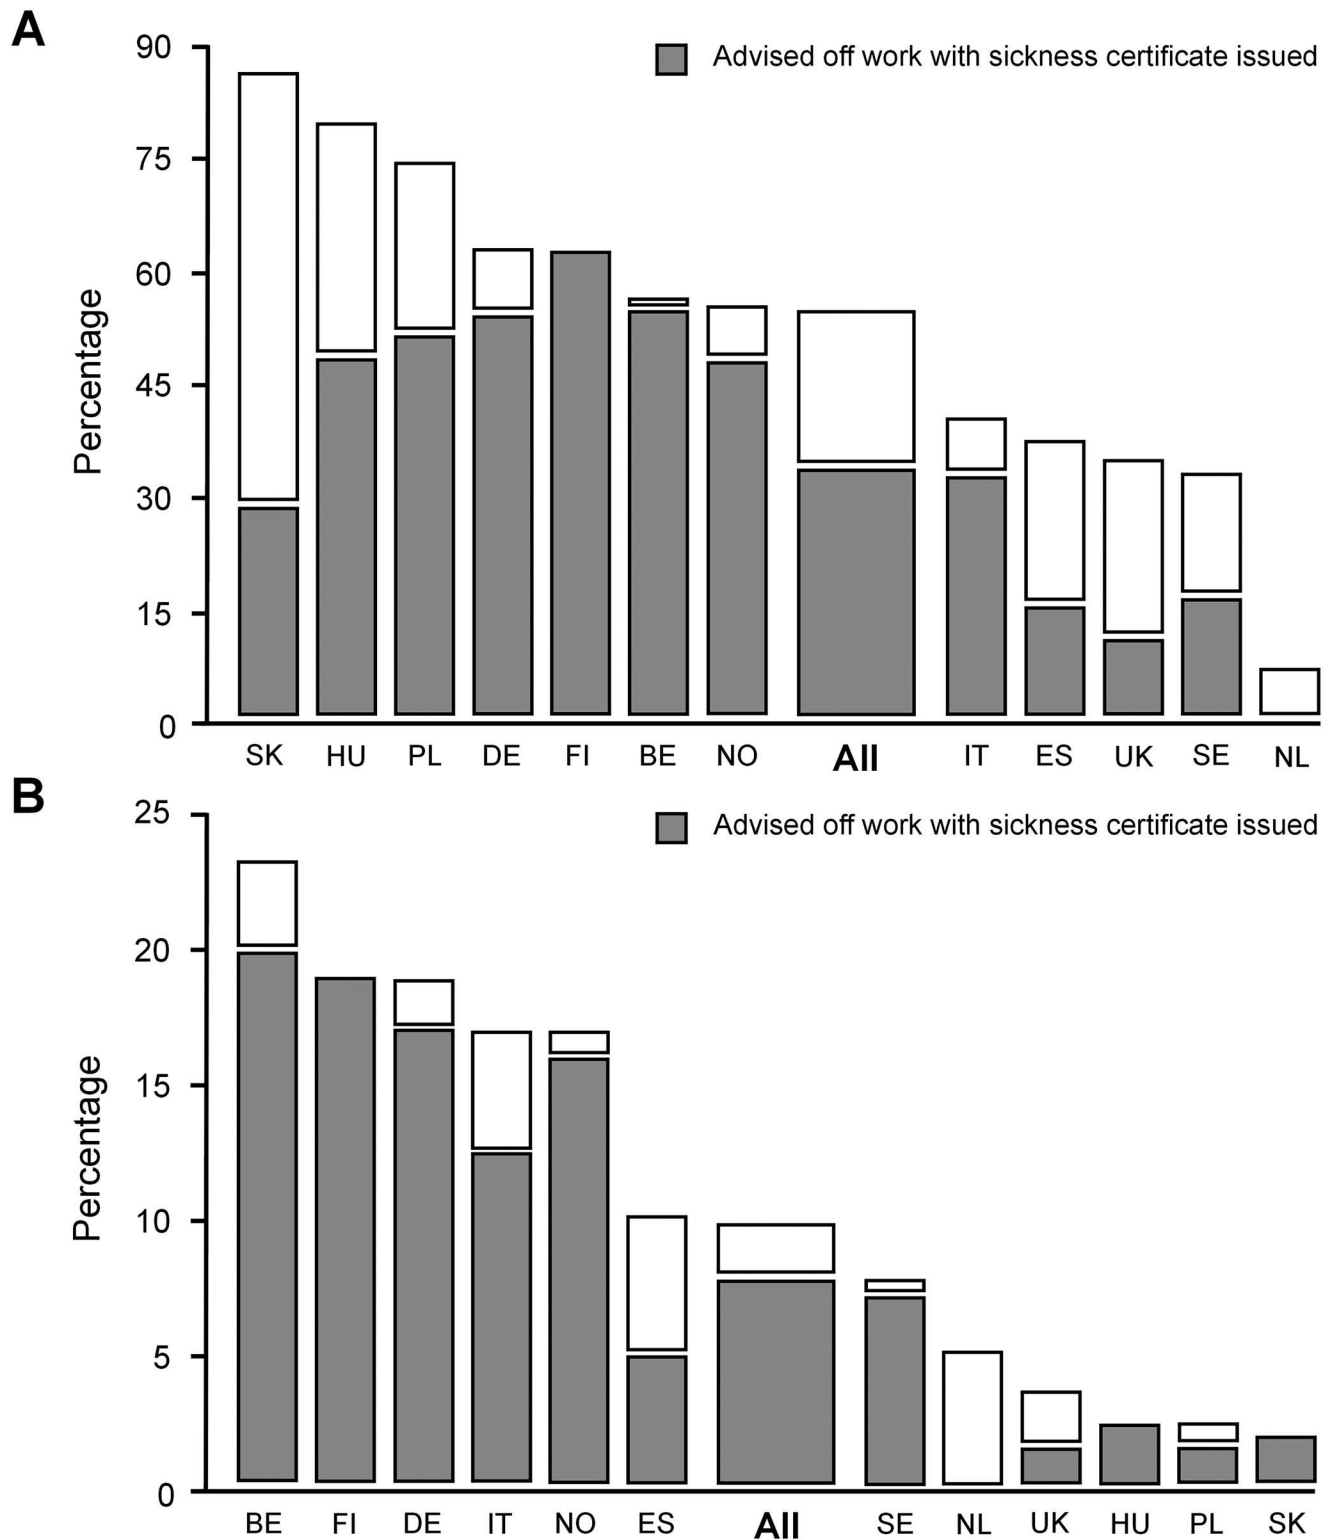 A
90
Advised off work with sickness certificate issued
75
60
45
30
15
0
Percentage
SK HU PL DE FI BE NO All IT ES UK SE NL
B
25
Advised off work with sickness certificate issued
20
15
10
5
0
Percentage
BE FI DE IT NO ES All SE NL UK HU PL SK